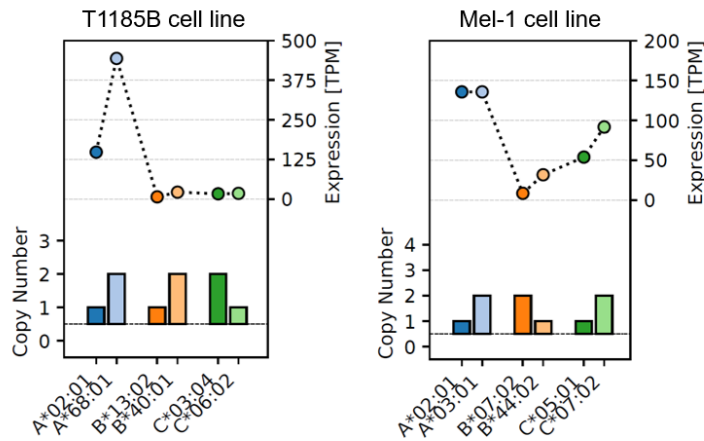 T1185B cell line
500
375
250
125
0
Expression [TPM]
3
2
1
0
Copy Number
A*02:01
A*68:01
B*13:02
B*40:01
C*03:04
C*06:02
Mel-1 cell line
200
150
100
50
0
Expression [TPM]
4
3
2
1
0
Copy Number
A*02:01
A*03:01
B*07:02
B*44:02
C*05:01
C*07:02